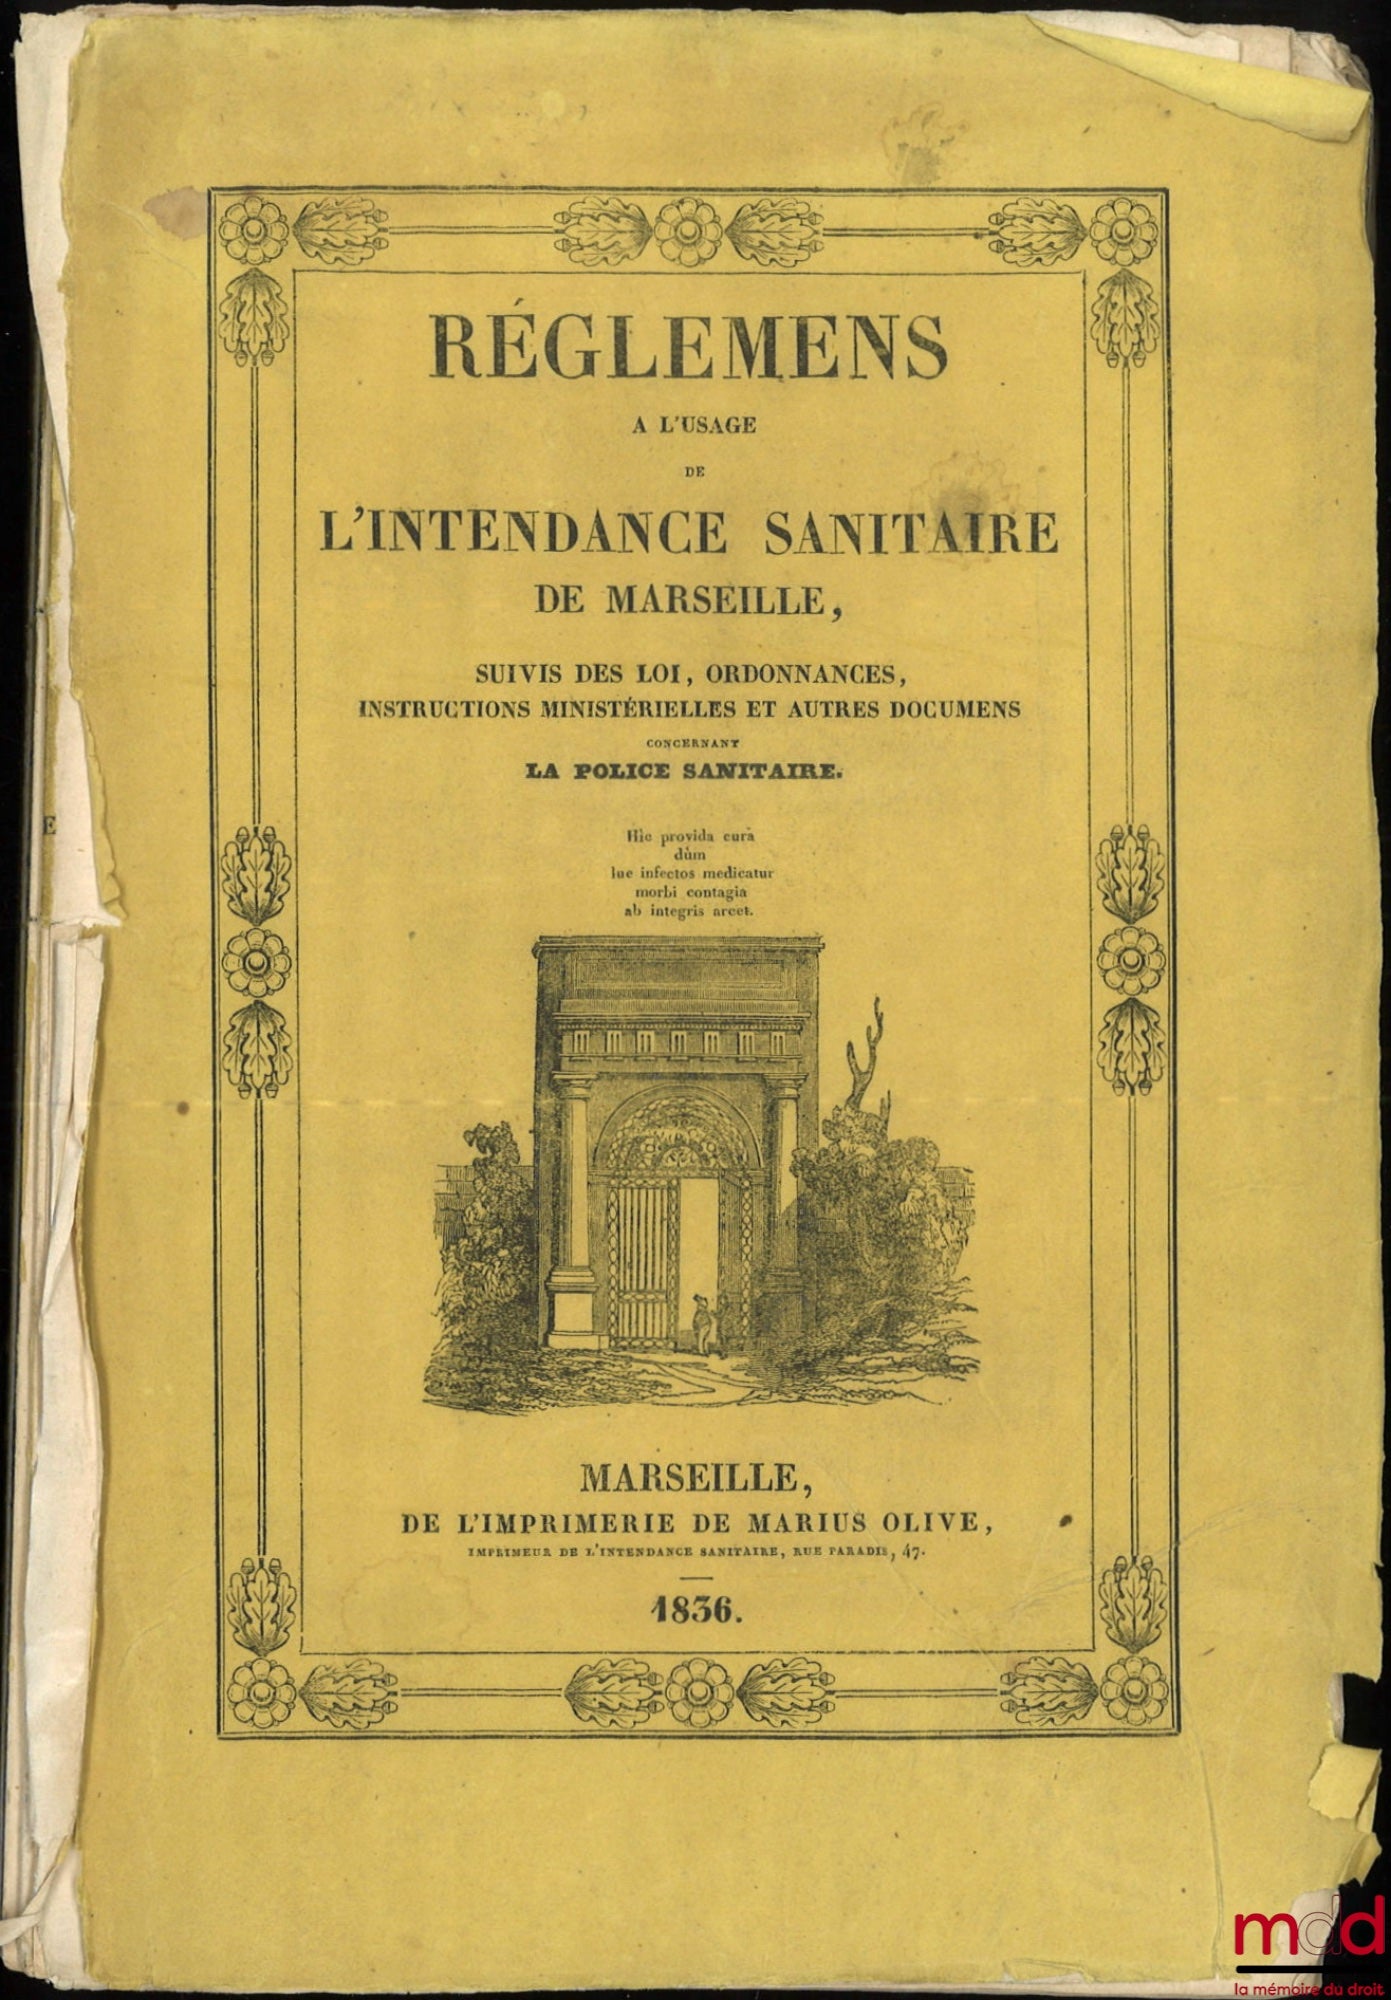 RÉGLEMENS
A L'USAGE
DE
L'INTENDANCE SANITAIRE
DE MARSEILLE,
SUIVIS DES LOI, ORDONNANCES,
INSTRUCTIONS MINISTÉRIELLES ET AUTRES DOCUMENS
CONCERNANT
LA POLICE SANITAIRE.
Hìc provida curâ
dùm
lue infectos medicatur
morbi contagia
ab integris arcet.
MARSEILLE,
DE L'IMPRIMERIE DE MARIUS OLIVE,
IMPRIMEUR DE L'INTENDANCE SANITAIRE, RUE PARADIS, 47.
1836.
E
mdd
la mémoire du droit